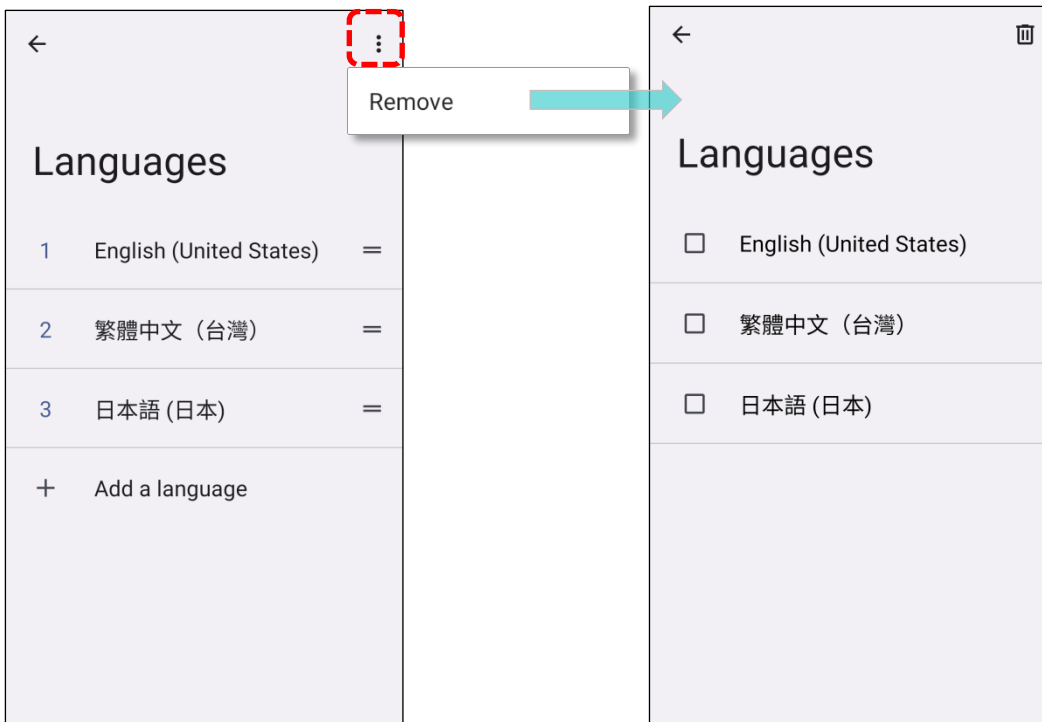 Remove
Languages
1 English (United States)
2 繁體中文（台灣）
3 日本語 (日本)
Add a language
Languages
English (United States)
繁體中文（台灣）
日本語 (日本)